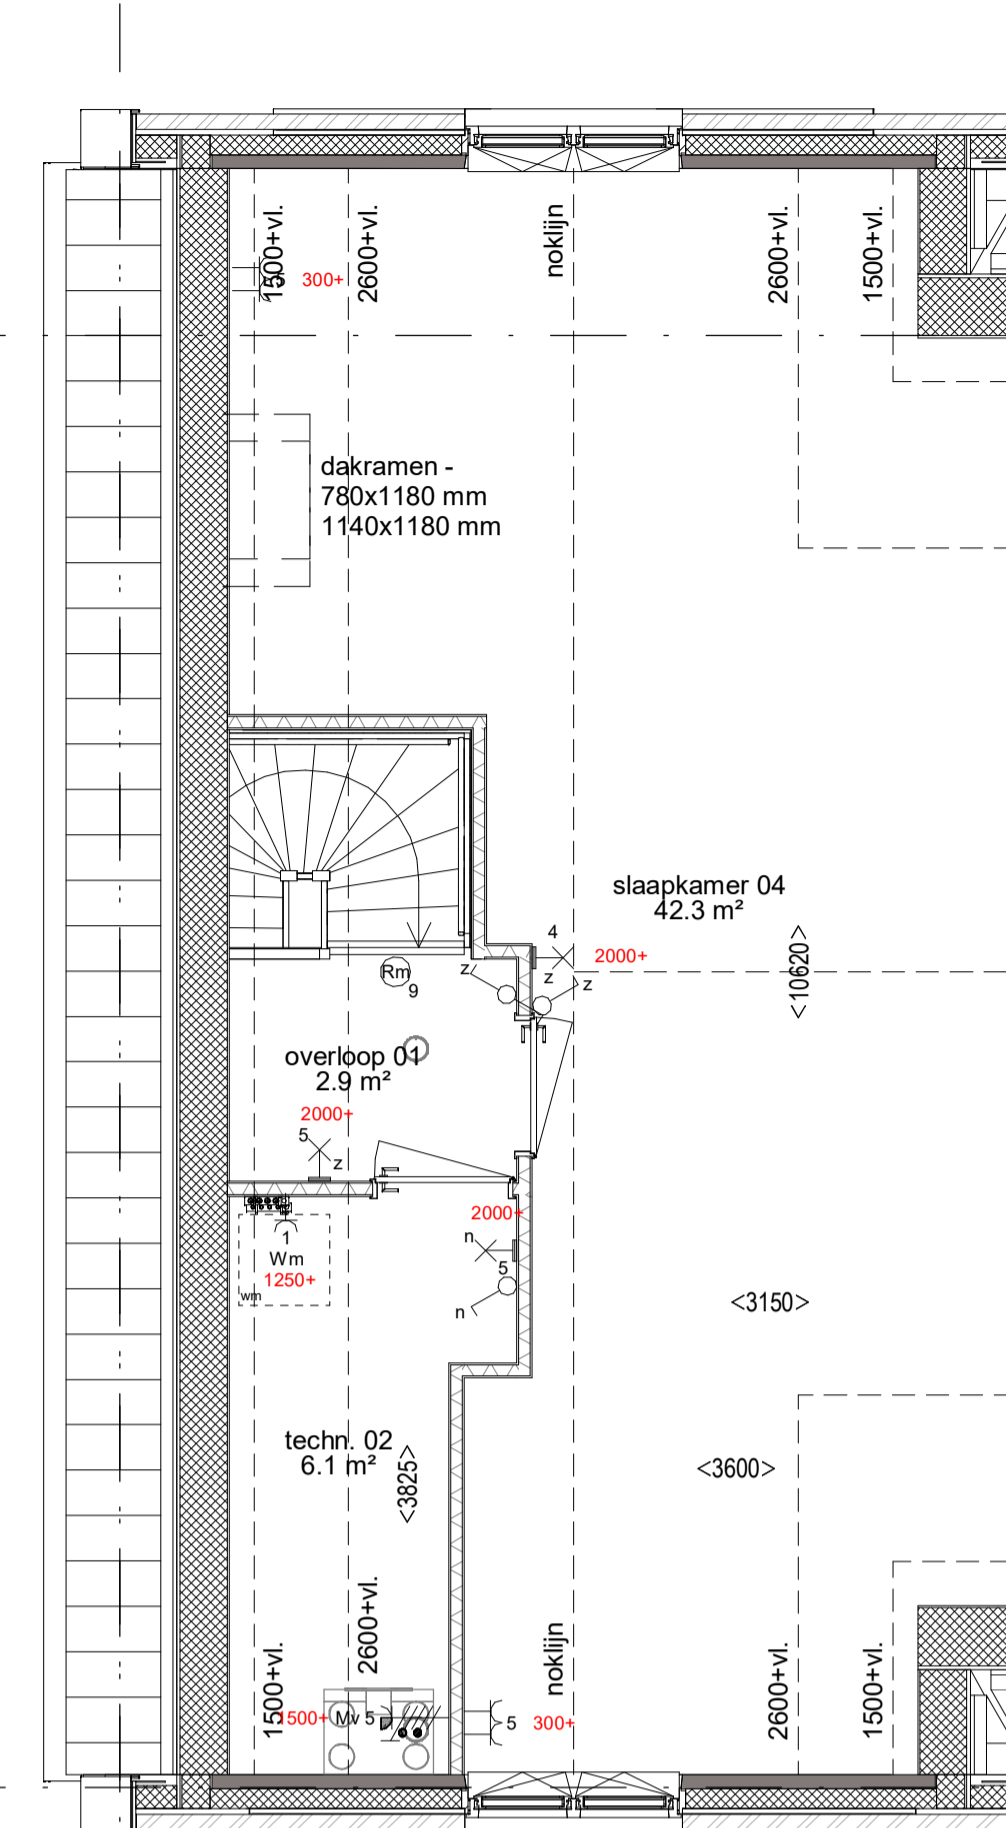 1500+vl.
2600+vl.
noklijn
2600+vl.
1500+vl.
300+
dakramen -
780x1180 mm
1140x1180 mm
slaapkamer 04
42.3 m²
<10620>
4
2000+
z
z
z
Rm
9
overloop 01
2.9 m²
2000+
5
z
2000+
n
5
n
1
Wm
1250+
wm
<3150>
techn. 02
6.1 m²
<3825>
<3600>
1500+vl.
2600+vl.
noklijn
2600+vl.
1500+vl.
1500+
Mv 5
5
300+